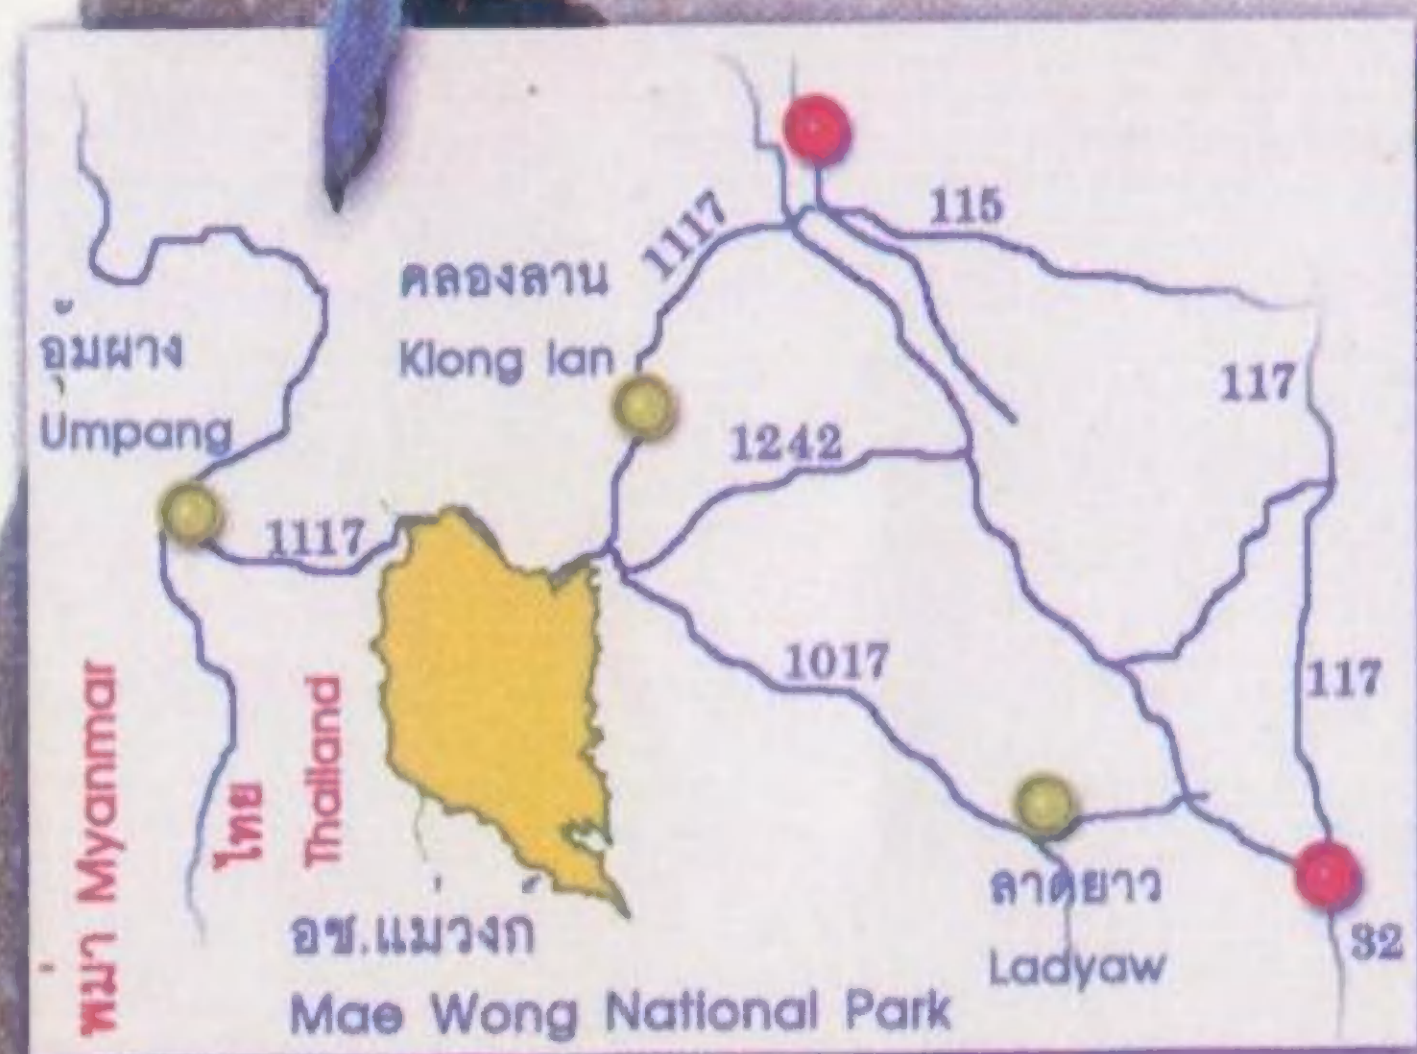 115
1117
คลองลาน
Klong lan
อุ้มผาง
Umpang
117
1242
1117
1017
117
พม่า Myanmar
ไทย
Thailand
ลาดยาว
Ladyaw
อช.แม่วงก์
Mae Wong National Park
32